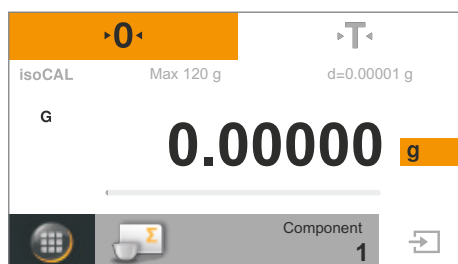 0 T
isoCAL Max 120 g d=0.00001 g
G
0.00000 g
Σ
Component
1